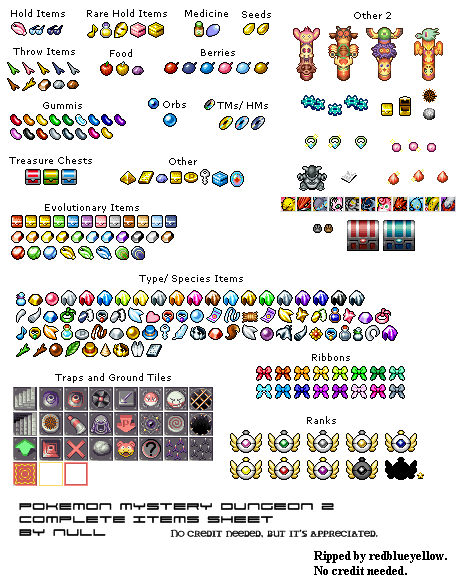 Hold Items
Rare Hold Items
Medicine
Seeds
Other 2
Throw Items
Food
Berries
Gummis
Orbs
TMs/ HMs
Treasure Chests
Other
Evolutionary Items
Type/ Species Items
Ribbons
Traps and Ground Tiles
Ranks
POKEMON MYSTERY DUNGEON 2
COMPLETE ITEMS SHEET
BY NULL
No credit needed, but it's appreciated.
Ripped by redblueyellow.
No credit needed.